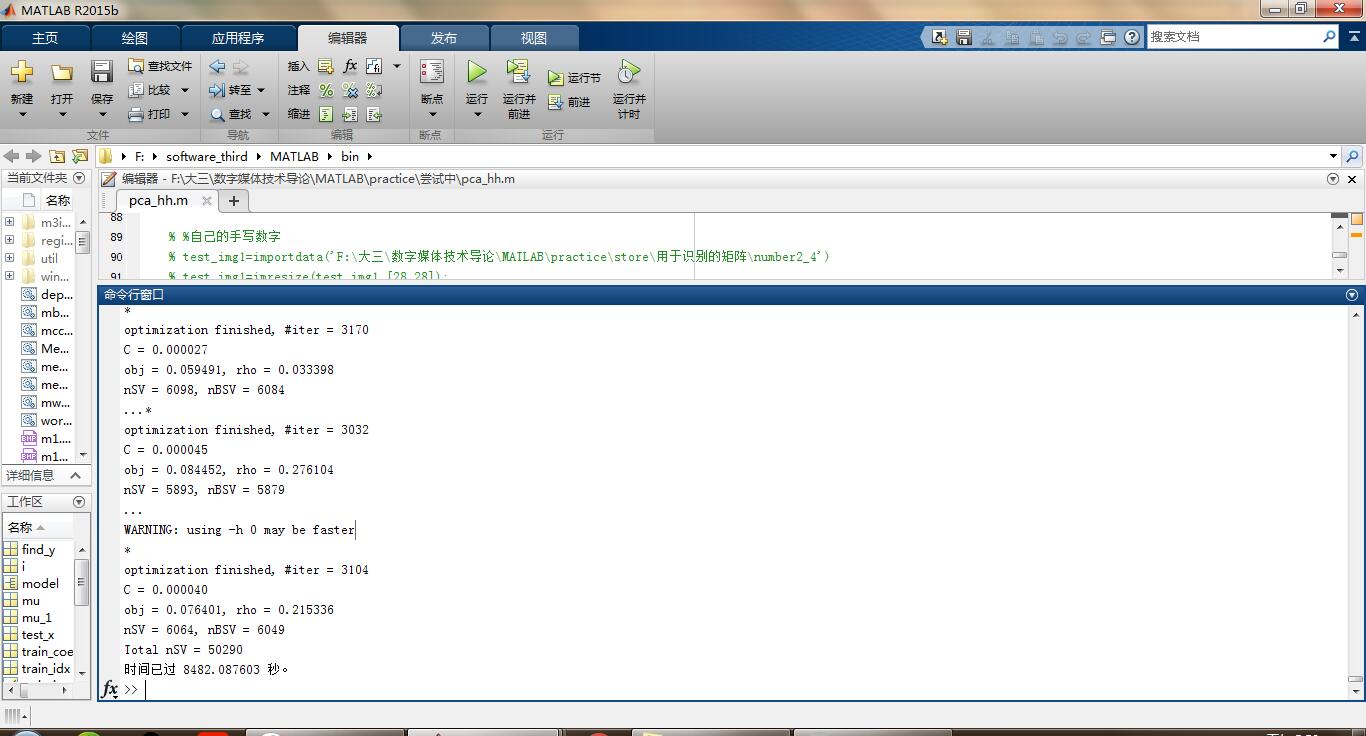 MATLAB R2015b
主页 绘图 应用程序 编辑器 发布 视图
搜索文档
新建 打开 保存 查找文件 比较 打印 转至 查找 插入 注释 缩进 断点 运行 运行并前进 运行节 前进 运行并计时
文件 导航 编辑 断点 运行
F: software_third MATLAB bin
当前文件夹
编辑器 - F:\大三\数字媒体技术导论\MATLAB\practice\尝试中\pca_hh.m
名称
pca_hh.m
m3i...
regi...
util
win...
dep...
mb...
mcc...
Me...
me...
me...
mw...
wor...
m1....
m1...
详细信息
工作区
名称
find_y
i
model
mu
mu_1
test_x
train_coe
train_idx
88
89 % %自己的手写数字
90 % test_img1=importdata('F:\大三\数字媒体技术导论\MATLAB\practice\store\用于识别的矩阵\number2_4')
91 % test_img1=imresize(test_img1,[28,28]);
命令行窗口
*
optimization finished, #iter = 3170
C = 0.000027
obj = 0.059491, rho = 0.033398
nSV = 6098, nBSV = 6084
...*
optimization finished, #iter = 3032
C = 0.000045
obj = 0.084452, rho = 0.276104
nSV = 5893, nBSV = 5879
...
WARNING: using -h 0 may be faster
*
optimization finished, #iter = 3104
C = 0.000040
obj = 0.076401, rho = 0.215336
nSV = 6064, nBSV = 6049
Total nSV = 50290
时间已过 8482.087603 秒。
fx >>